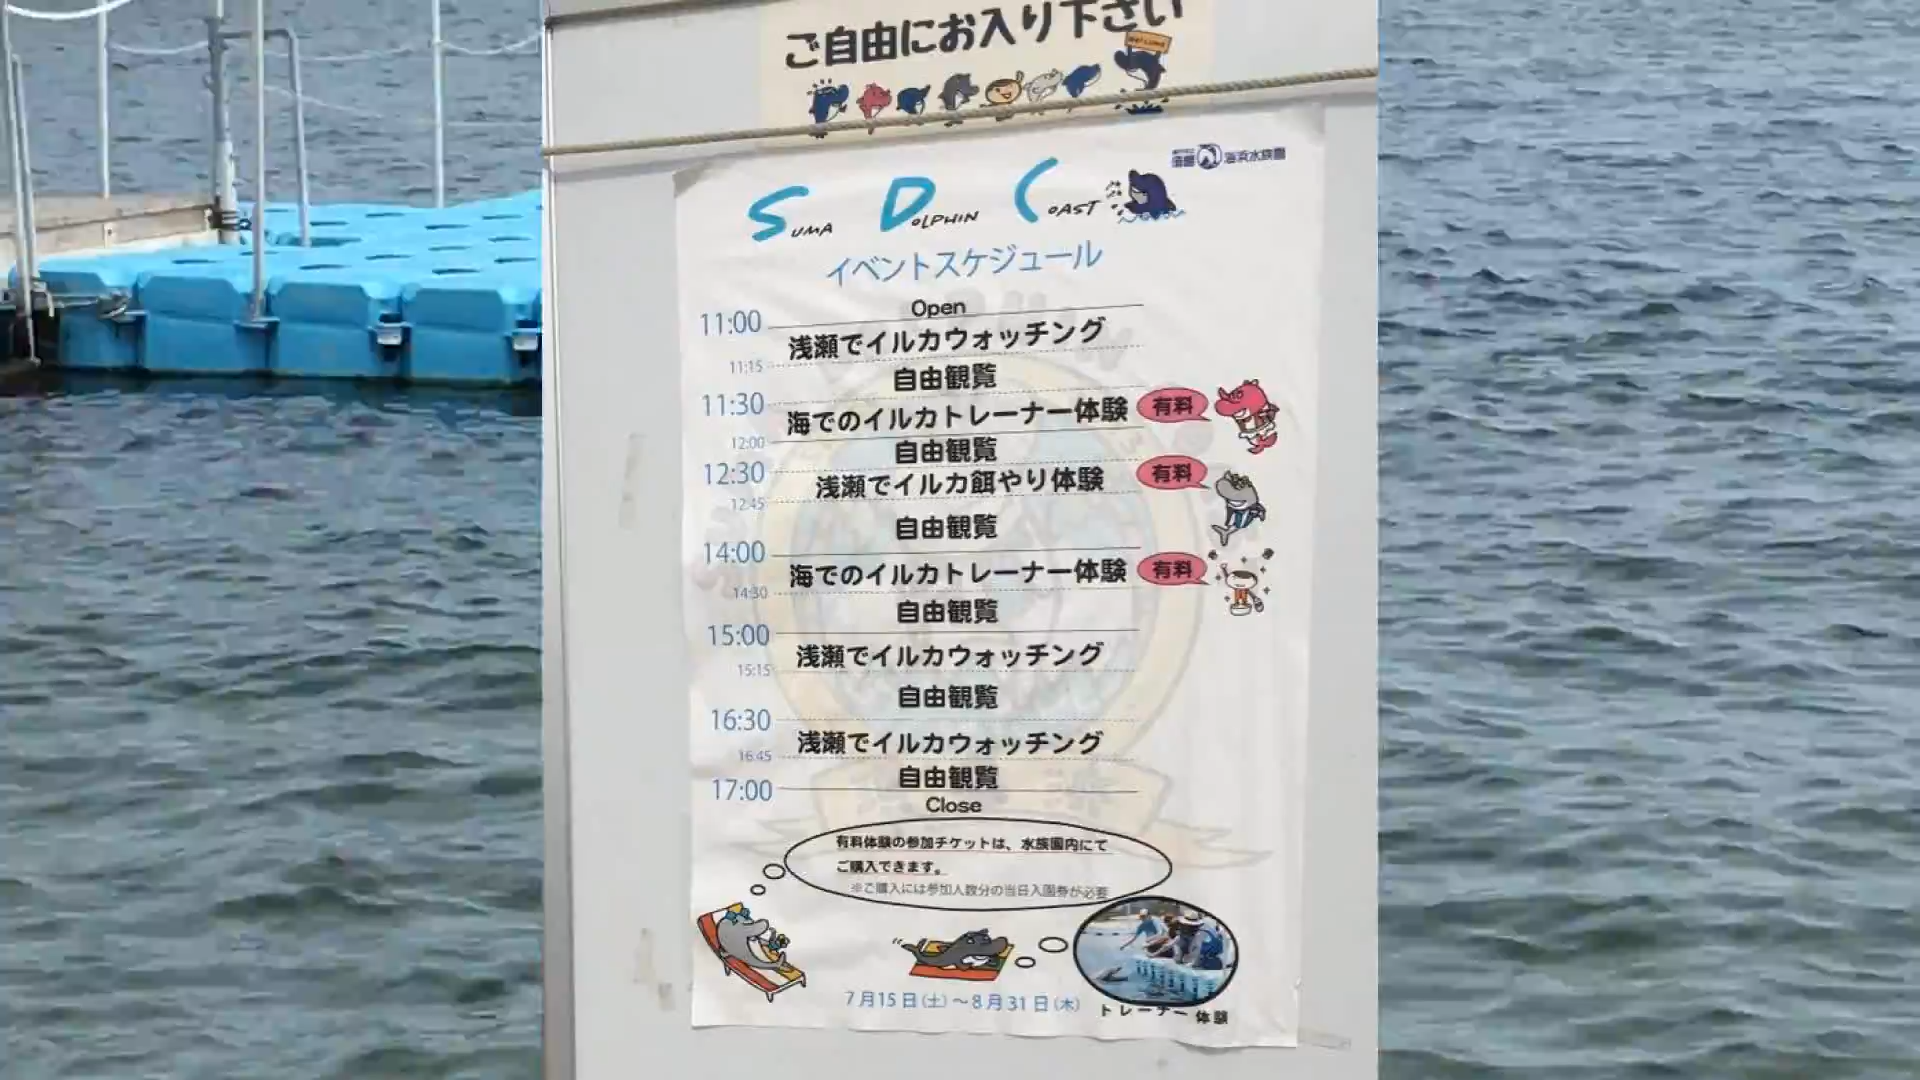 ご自由にお入り下さい
WELCOME
須磨海浜水族園
SUMA DOLPHIN COAST
イベントスケジュール
11:00 Open
浅瀬でイルカウォッチング
11:15
自由観覧
11:30
海でのイルカトレーナー体験 有料
12:00
自由観覧
12:30
浅瀬でイルカ餌やり体験 有料
12:45
自由観覧
14:00
海でのイルカトレーナー体験 有料
14:30
自由観覧
15:00
浅瀬でイルカウォッチング
15:15
自由観覧
16:30
浅瀬でイルカウォッチング
16:45
自由観覧
17:00
Close
有料体験の参加チケットは、水族園内にて
ご購入できます。
※ご購入には参加人数分の当日入園券が必要
7月15日(土)～8月31日(木)
トレーナー体験